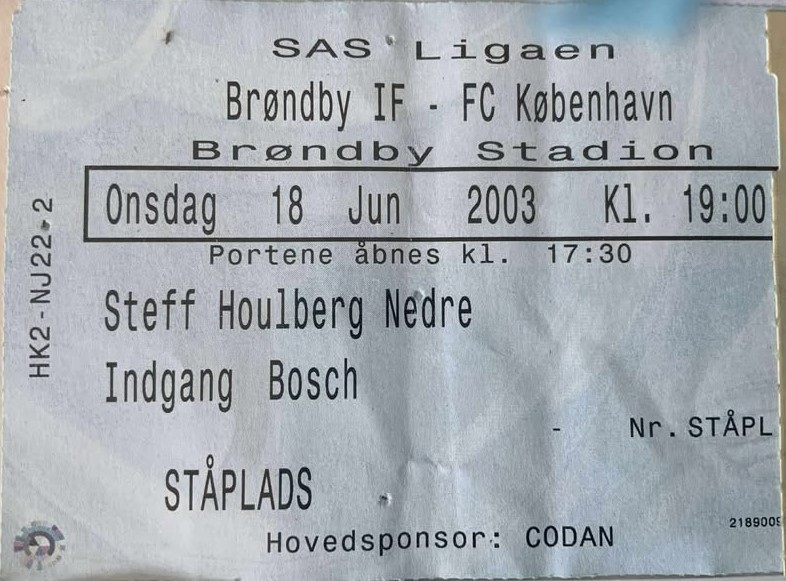 SAS Ligaen
Brøndby IF - FC København
Brøndby Stadion
Onsdag 18 Jun 2003 Kl. 19:00
Portene åbnes kl. 17:30
Steff Houlberg Nedre
Indgang Bosch
- Nr. STÅPL
STÅPLADS
Hovedsponsor: CODAN
HK2-NJ22-2